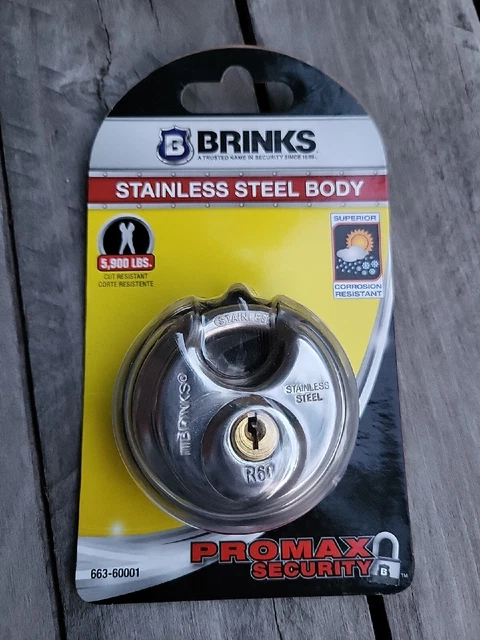 B BRINKS
A TRUSTED NAME IN SECURITY SINCE 1859
STAINLESS STEEL BODY
5,900 LBS.
CUT RESISTANT
CORTE RESISTENTE
SUPERIOR
CORROSION
RESISTANT
STAINLESS
BRINKS
STAINLESS
STEEL
R60
PROMAX
SECURITY
B
TM
663-60001